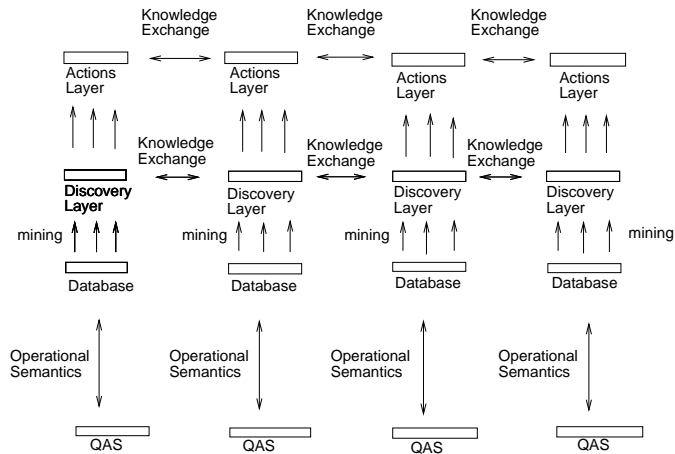 Knowledge
Exchange
Knowledge
Exchange
Knowledge
Exchange
Actions
Layer
Actions
Layer
Actions
Layer
Actions
Layer
Knowledge
Exchange
Knowledge
Exchange
Knowledge
Exchange
Discovery
Layer
Discovery
Layer
Discovery
Layer
Discovery
Layer
mining
mining
mining
mining
Database
Database
Database
Database
Operational
Semantics
Operational
Semantics
Operational
Semantics
Operational
Semantics
QAS
QAS
QAS
QAS